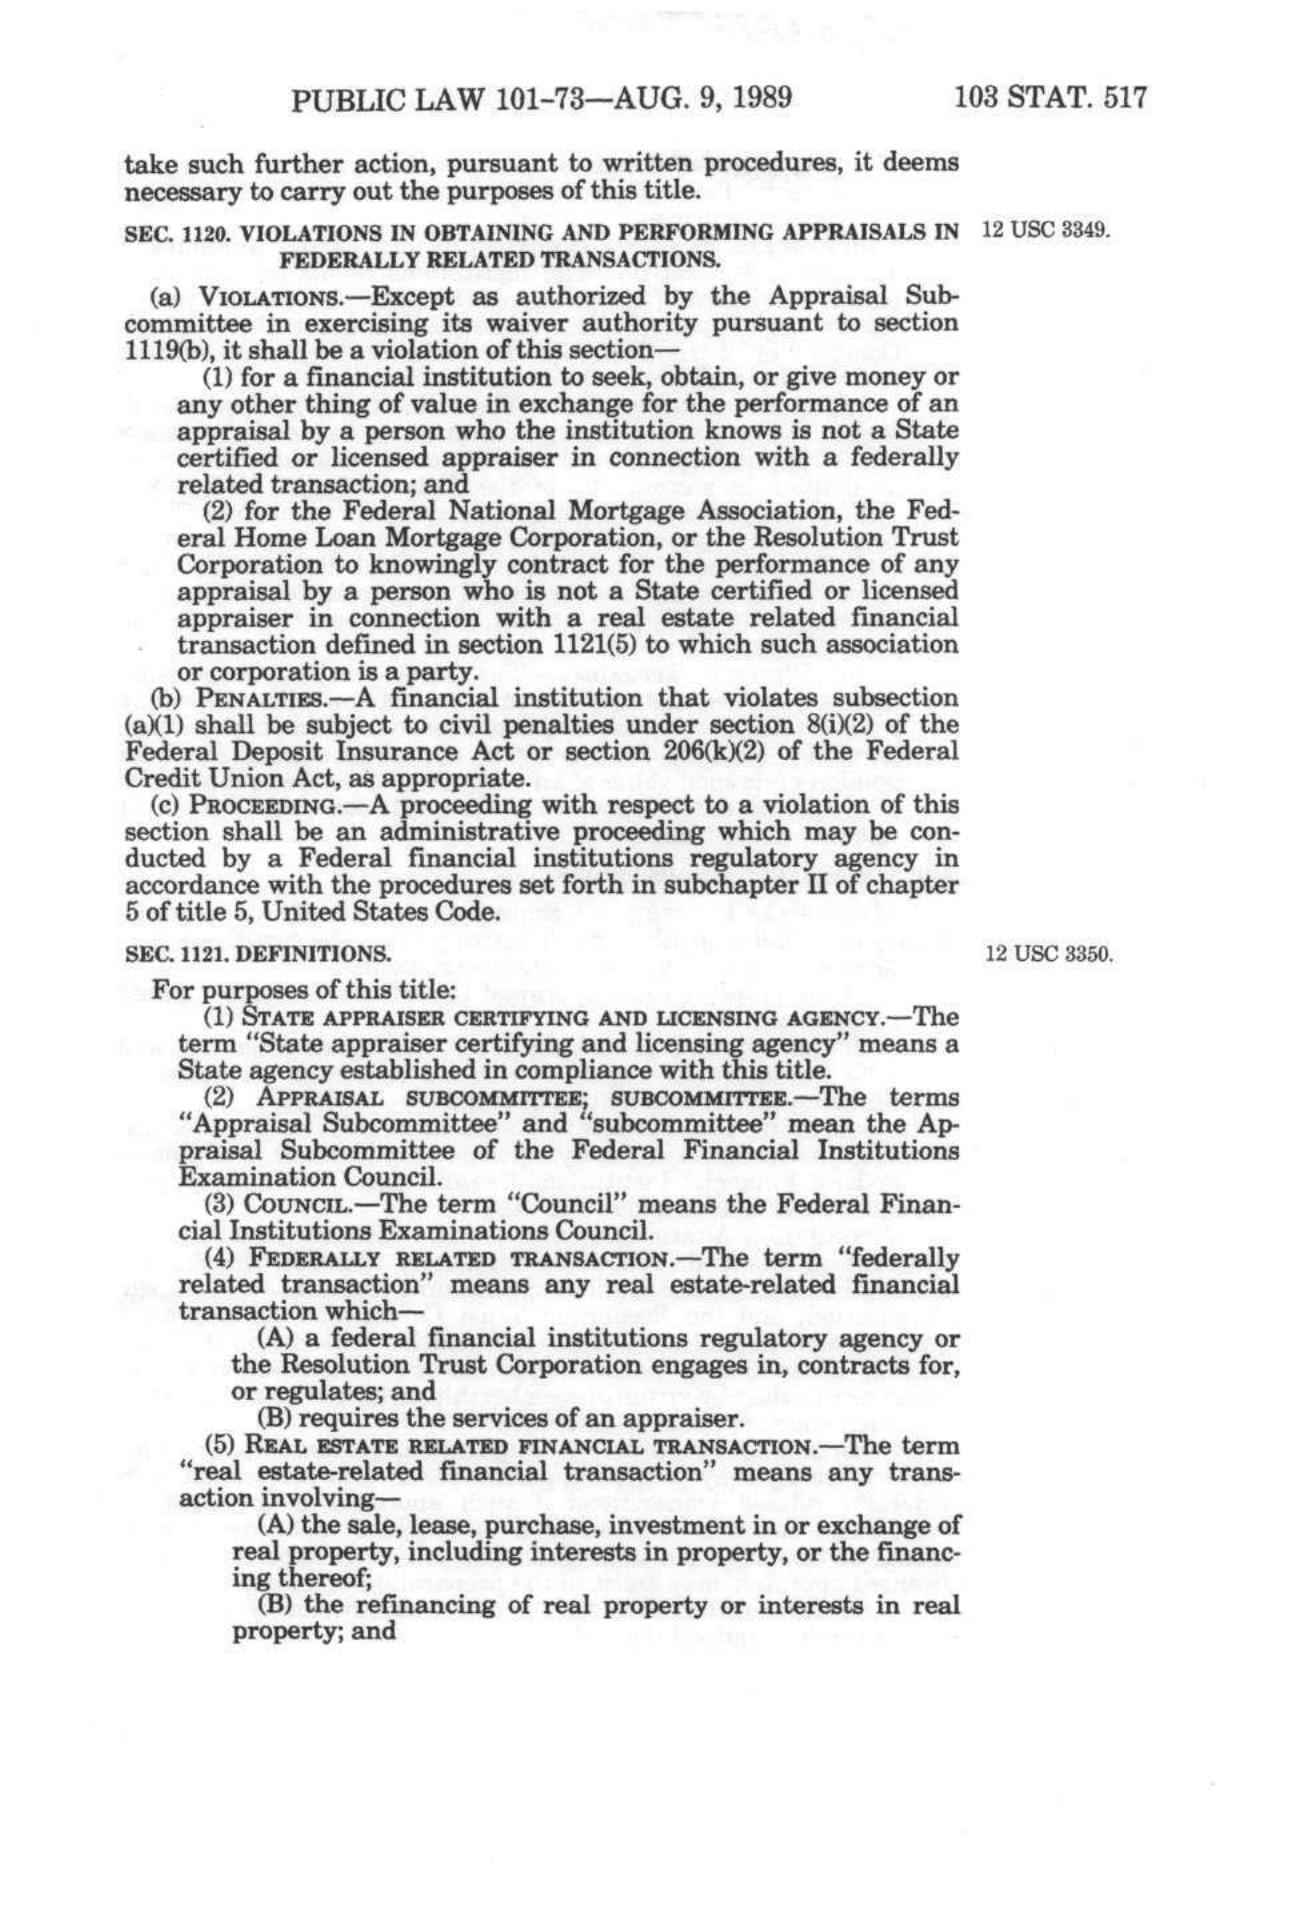 PUBLIC LAW 101-73—AUG. 9, 1989 103 STAT. 517
take such further action, pursuant to written procedures, it deems
necessary to carry out the purposes of this title.
SEC. 1120. VIOLATIONS IN OBTAINING AND PERFORMING APPRAISALS IN 12 USC 3349.
FEDERALLY RELATED TRANSACTIONS.
(a) VIOLATIONS.—Except as authorized by the Appraisal Sub-
committee in exercising its waiver authority pursuant to section
1119(b), it shall be a violation of this section—
(1) for a financial institution to seek, obtain, or give money or
any other thing of value in exchange for the performance of an
appraisal by a person who the institution knows is not a State
certified or licensed appraiser in connection with a federally
related transaction; and
(2) for the Federal National Mortgage Association, the Fed-
eral Home Loan Mortgage Corporation, or the Resolution Trust
Corporation to knowingly contract for the performance of any
appraisal by a person who is not a State certified or licensed
appraiser in connection with a real estate related financial
transaction defined in section 1121(5) to which such association
or corporation is a party.
(b) PENALTIES.—A financial institution that violates subsection
(a)(1) shall be subject to civil penalties under section 8(i)(2) of the
Federal Deposit Insurance Act or section 206(k)(2) of the Federal
Credit Union Act, as appropriate.
(c) PROCEEDING.—A proceeding with respect to a violation of this
section shall be an administrative proceeding which may be con-
ducted by a Federal financial institutions regulatory agency in
accordance with the procedures set forth in subchapter II of chapter
5 of title 5, United States Code.
SEC. 1121. DEFINITIONS. 12 USC 3350.
For purposes of this title:
(1) STATE APPRAISER CERTIFYING AND LICENSING AGENCY.—The
term "State appraiser certifying and licensing agency" means a
State agency established in compliance with this title.
(2) APPRAISAL SUBCOMMITTEE; SUBCOMMITTEE.—The terms
"Appraisal Subcommittee" and "subcommittee" mean the Ap-
praisal Subcommittee of the Federal Financial Institutions
Examination Council.
(3) COUNCIL.—The term "Council" means the Federal Finan-
cial Institutions Examinations Council.
(4) FEDERALLY RELATED TRANSACTION.—The term "federally
related transaction" means any real estate-related financial
transaction which—
(A) a federal financial institutions regulatory agency or
the Resolution Trust Corporation engages in, contracts for,
or regulates; and
(B) requires the services of an appraiser.
(5) REAL ESTATE RELATED FINANCIAL TRANSACTION.—The term
"real estate-related financial transaction" means any trans-
action involving—
(A) the sale, lease, purchase, investment in or exchange of
real property, including interests in property, or the financ-
ing thereof;
(B) the refinancing of real property or interests in real
property; and